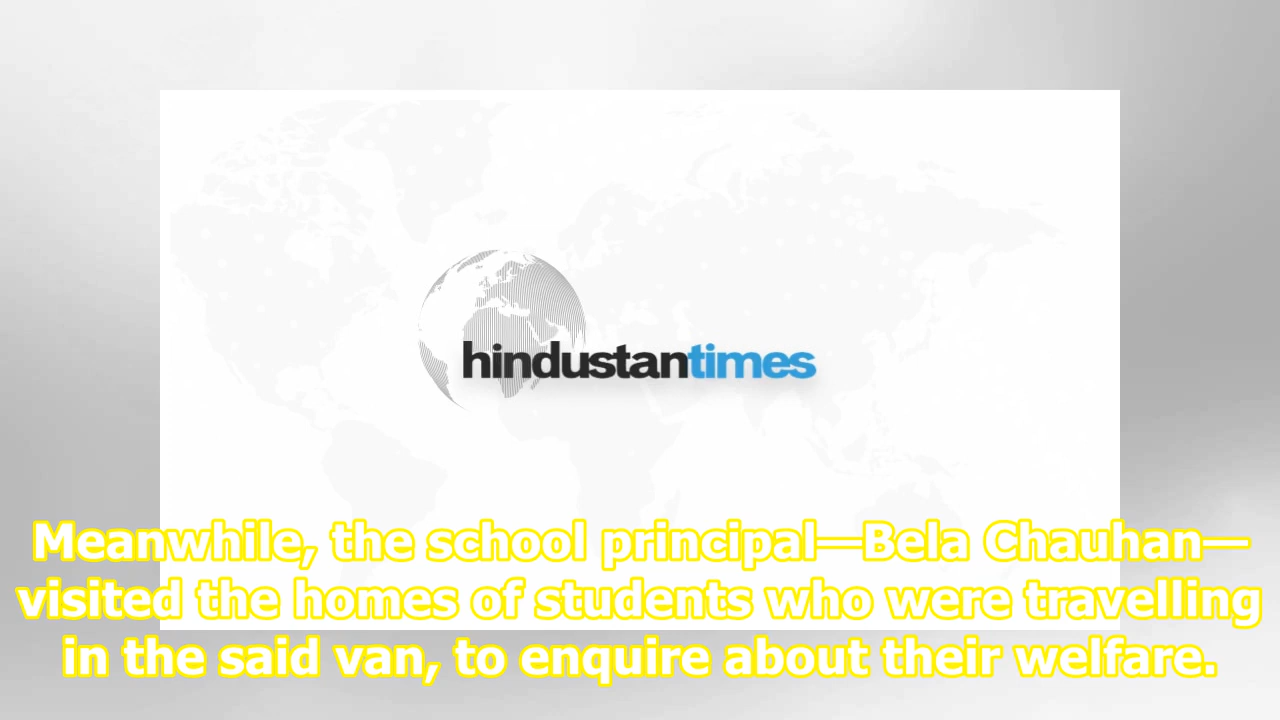 hindustantimes
Meanwhile, the school principal—Bela Chauhan—
visited the homes of students who were travelling
in the said van, to enquire about their welfare.